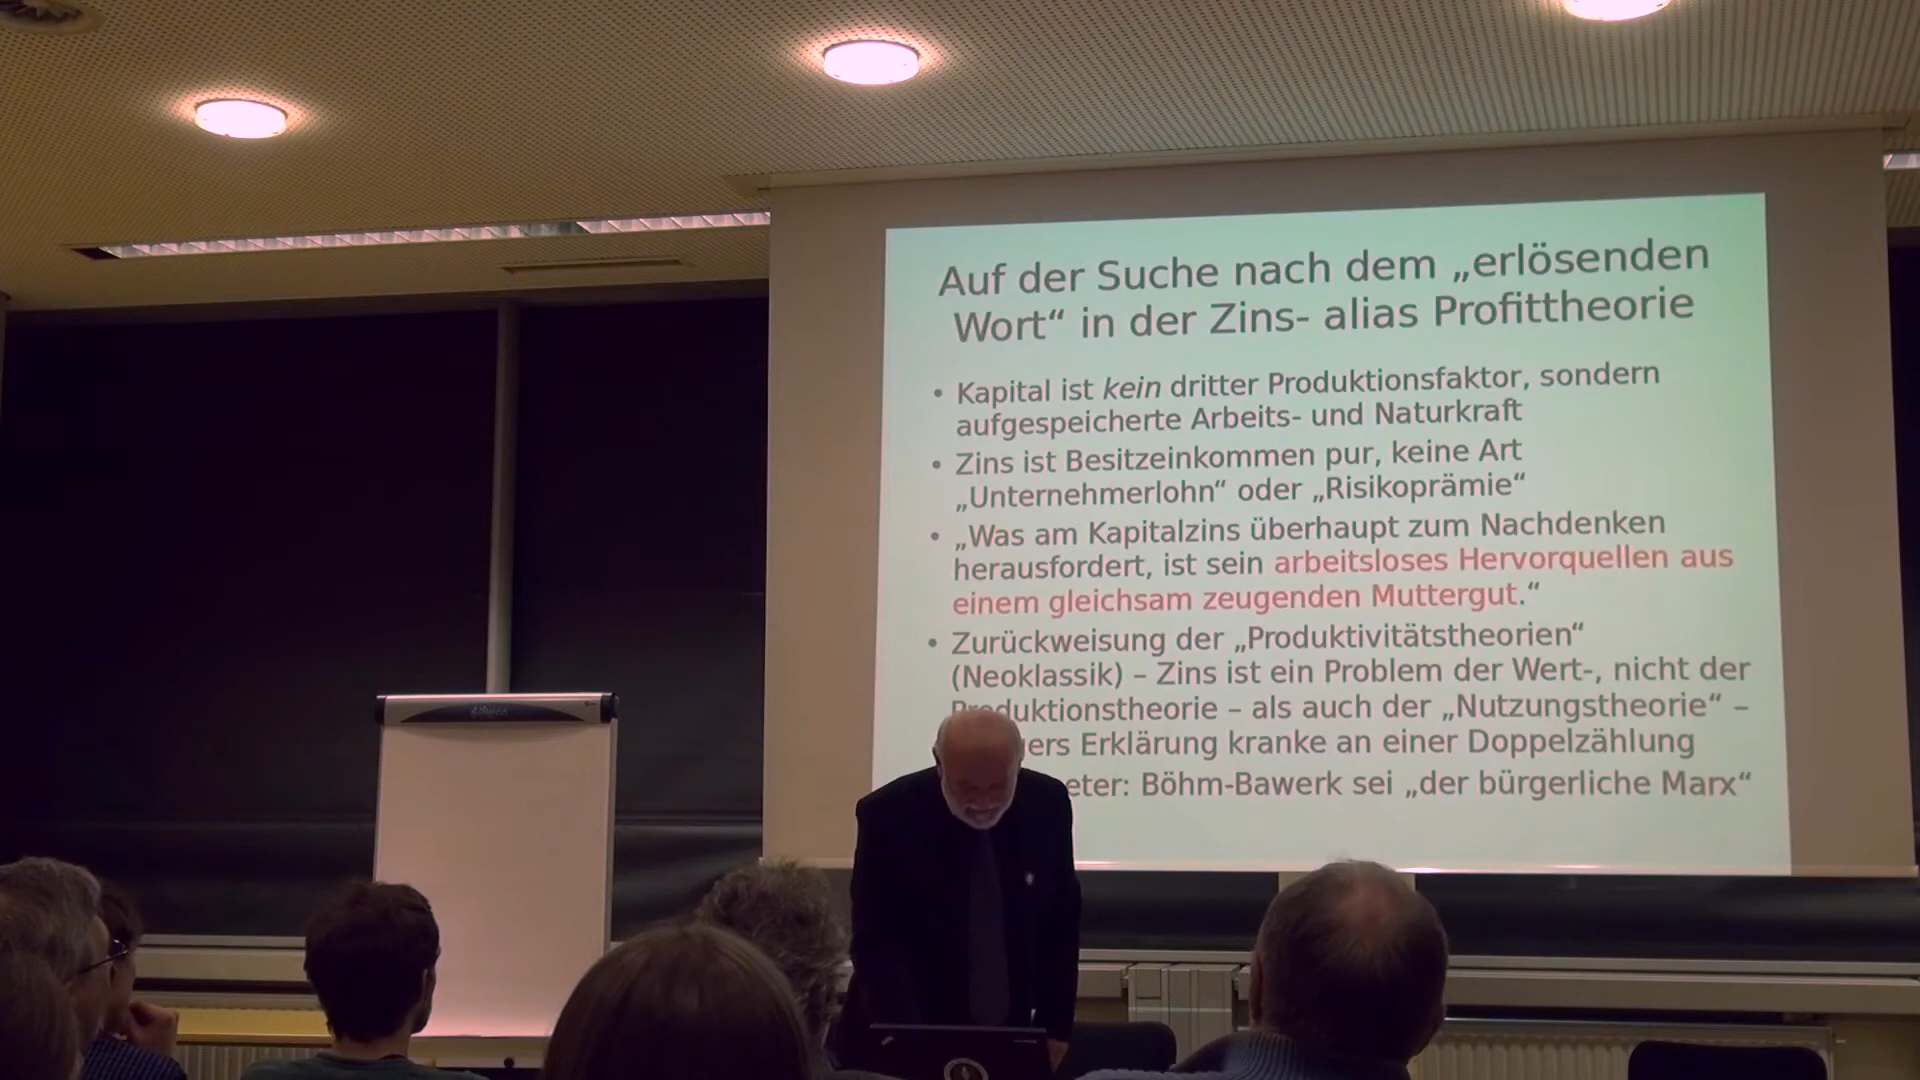 Auf der Suche nach dem „erlösenden
Wort“ in der Zins- alias Profittheorie
• Kapital ist kein dritter Produktionsfaktor, sondern
aufgespeicherte Arbeits- und Naturkraft
• Zins ist Besitzeinkommen pur, keine Art
„Unternehmerlohn“ oder „Risikoprämie“
• „Was am Kapitalzins überhaupt zum Nachdenken
herausfordert, ist sein arbeitsloses Hervorquellen aus
einem gleichsam zeugenden Muttergut.“
• Zurückweisung der „Produktivitätstheorien“
(Neoklassik) – Zins ist ein Problem der Wert-, nicht der
Produktionstheorie – als auch der „Nutzungstheorie“ –
Erklärung kranke an einer Doppelzählung
Böhm-Bawerk sei „der bürgerliche Marx“